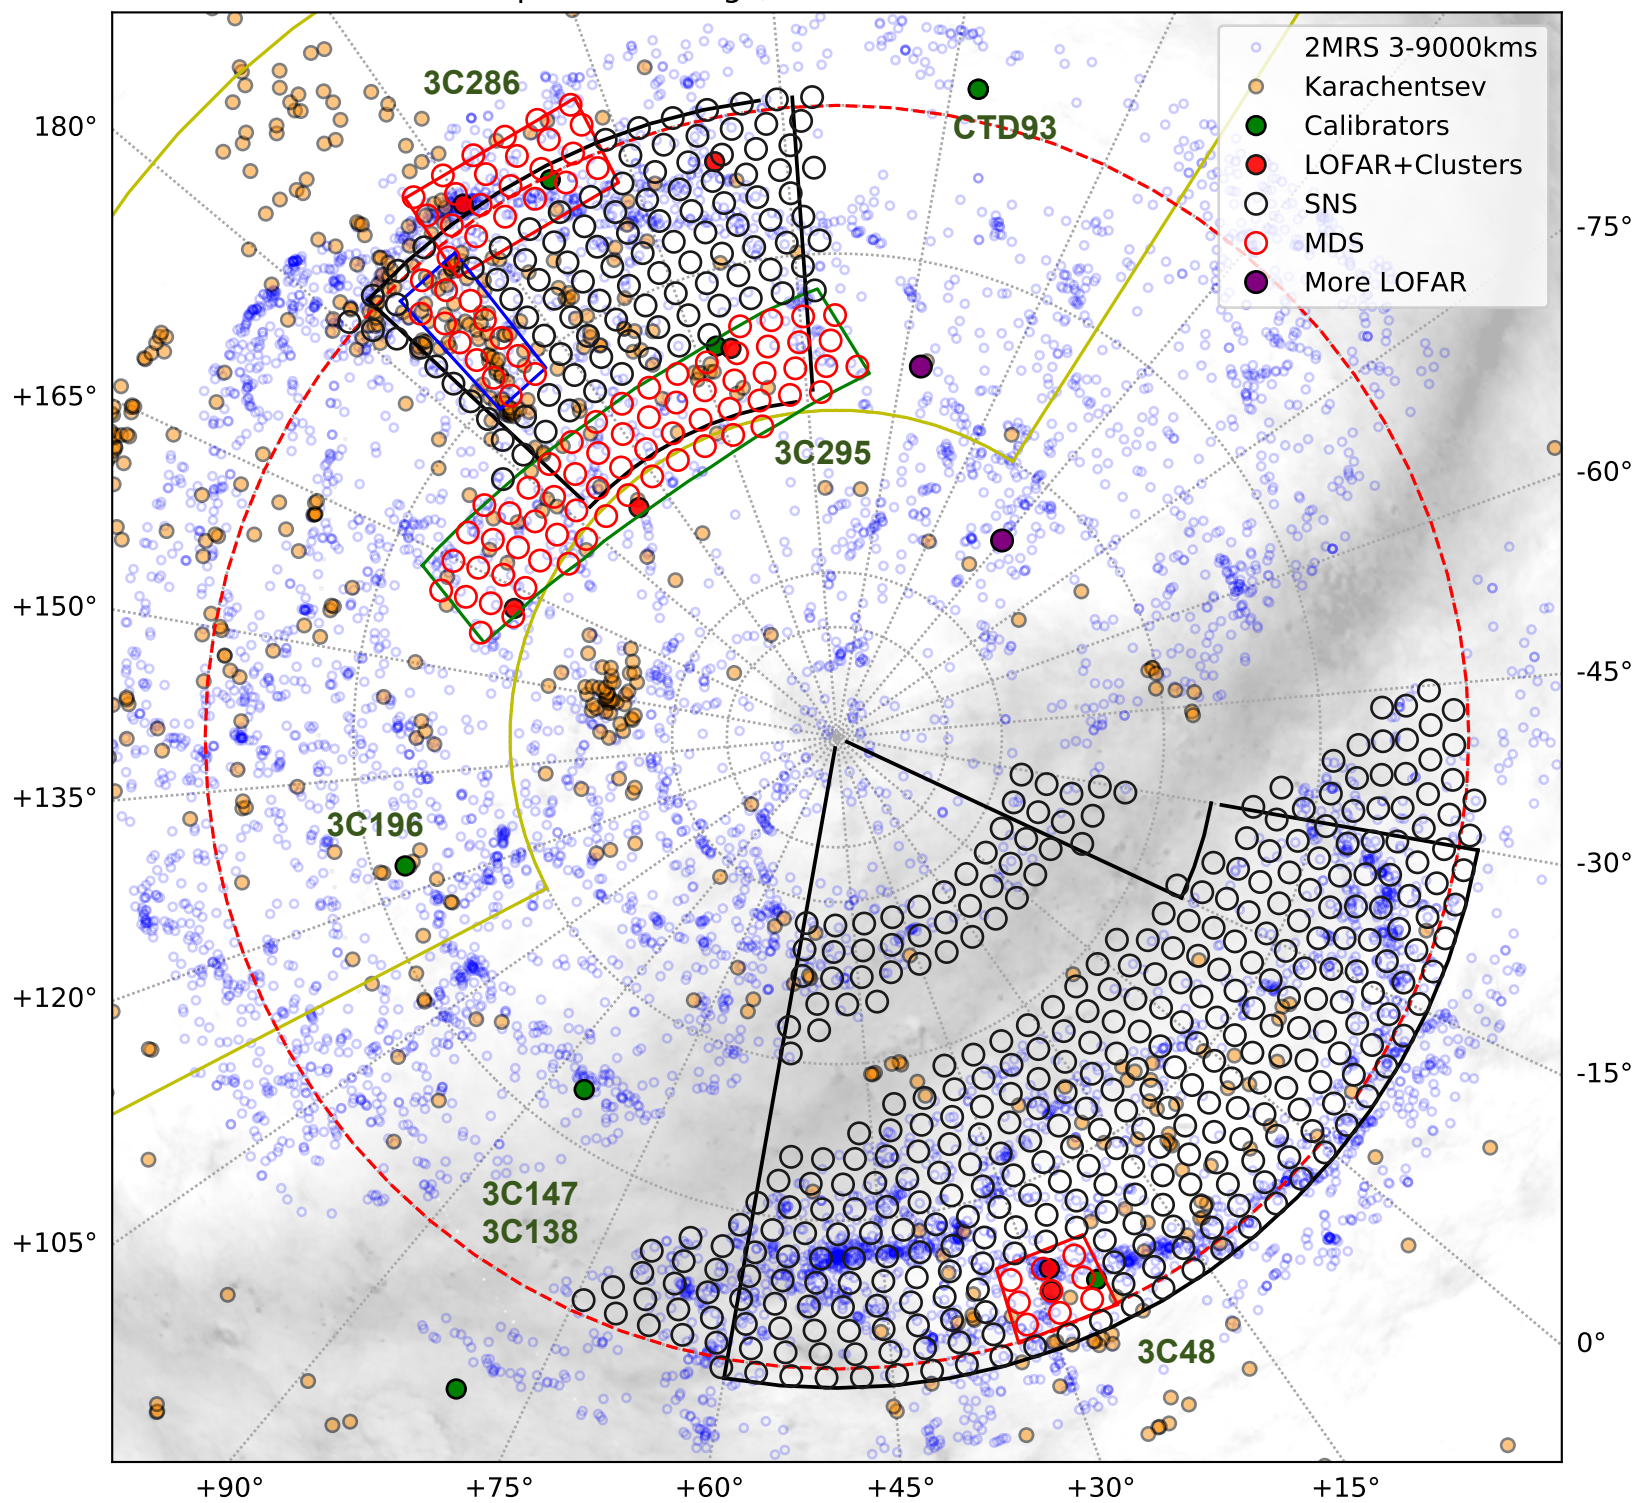 2MRS 3-9000kms
Karachentsev
Calibrators
LOFAR+Clusters
SNS
MDS
More LOFAR
3C286
CTD93
180°
-75°
+165°
3C295
-60°
+150°
-45°
+135°
3C196
-30°
+120°
-15°
3C147
3C138
+105°
0°
3C48
+90°
+75°
+60°
+45°
+30°
+15°